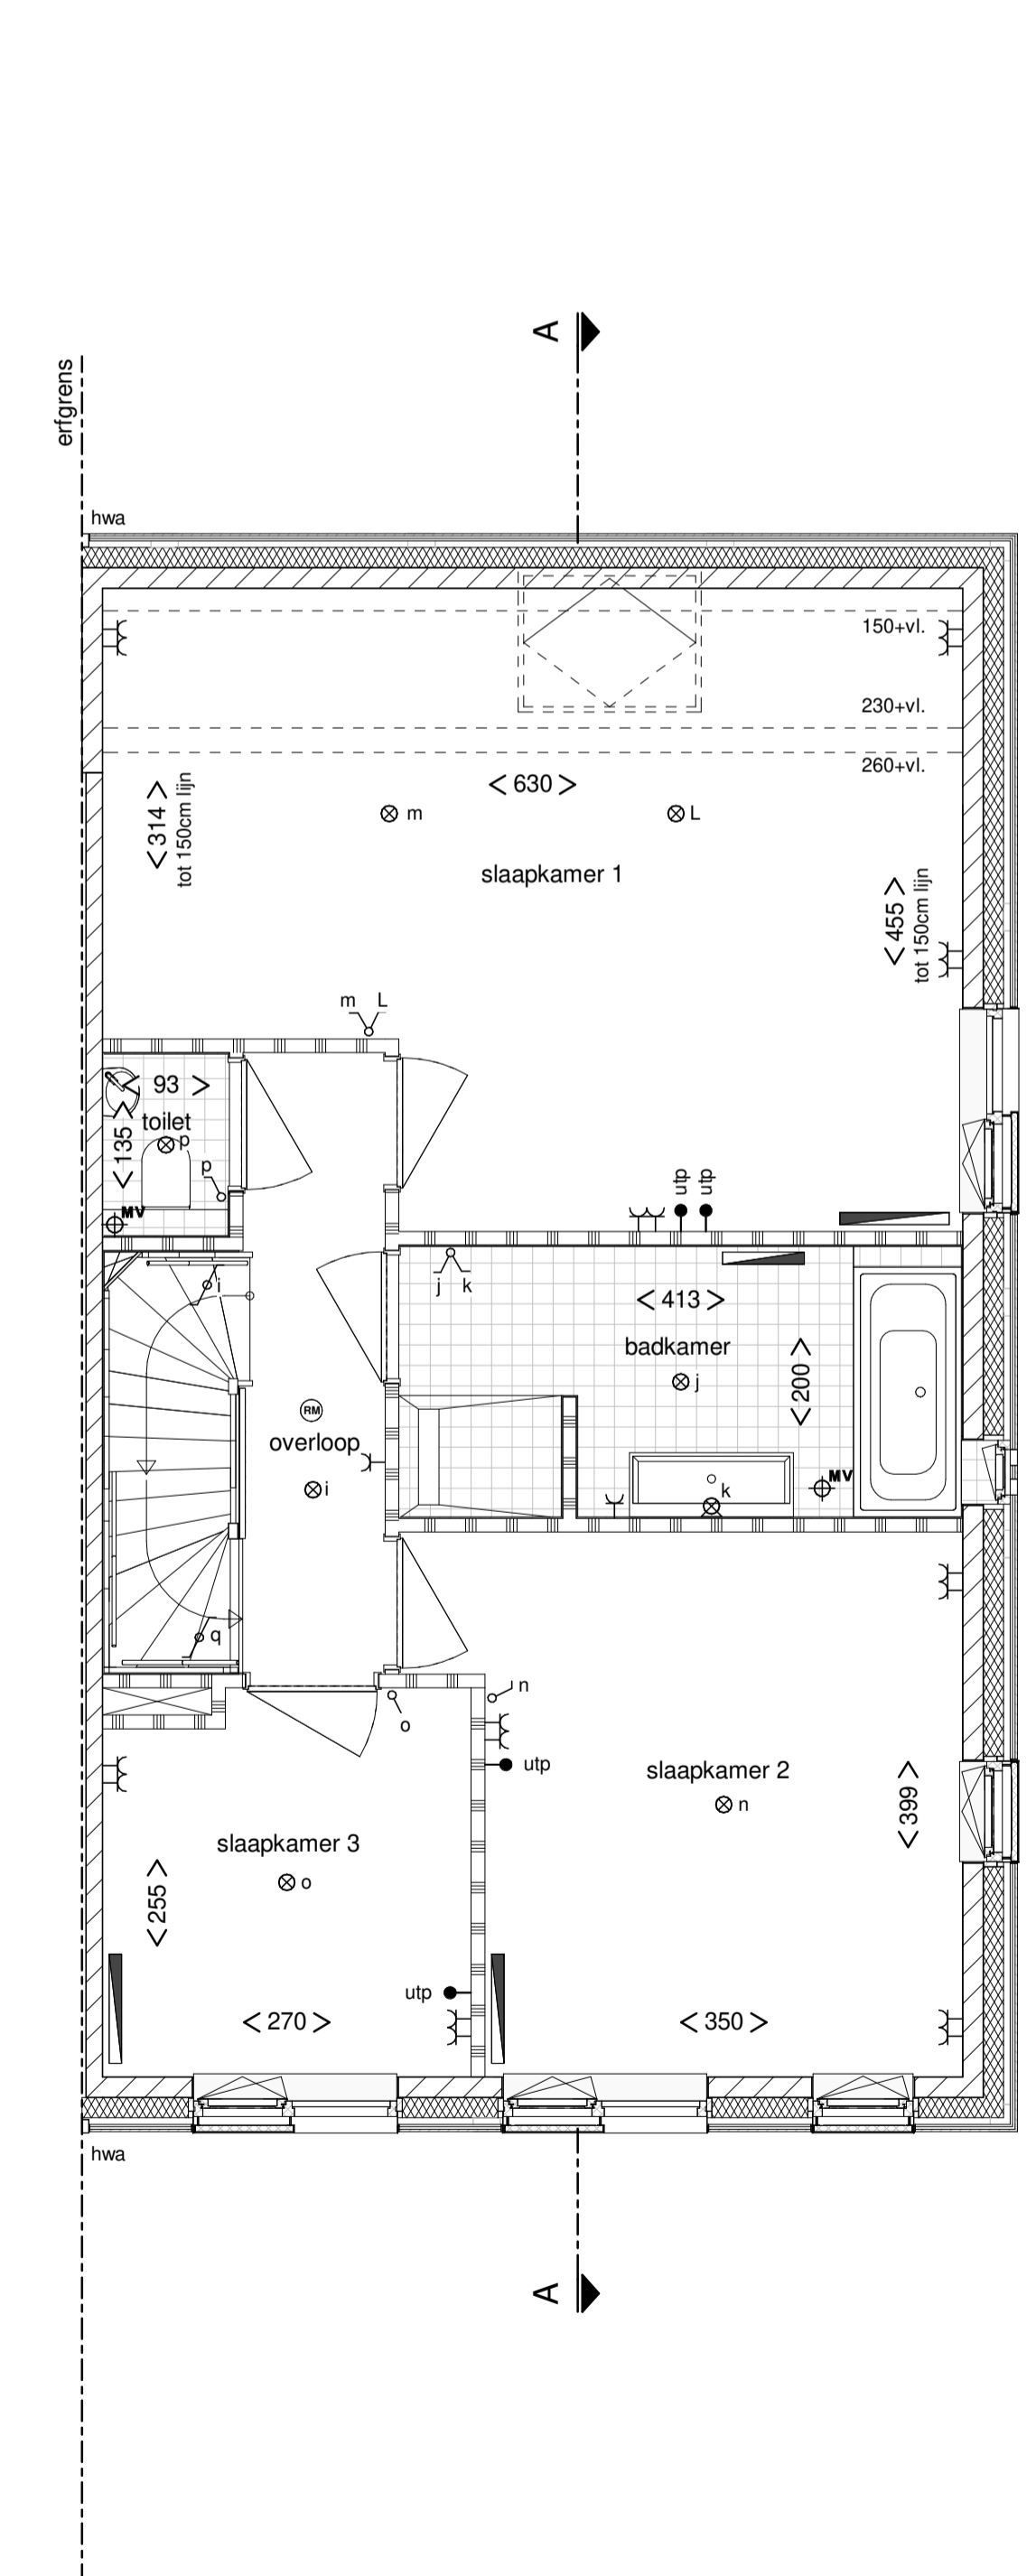 A
erfgrens
hwa
150+vl.
230+vl.
260+vl.
< 630 >
< 314 >
tot 150cm lijn
m
L
slaapkamer 1
< 455 >
tot 150cm lijn
m L
< 93 >
toilet
< 135 >
p
p
MV
utp
utp
i
j k
< 413 >
badkamer
< 200 >
j
RM
overloop
i
k
MV
q
n
o
utp
slaapkamer 2
n
< 399 >
slaapkamer 3
o
< 255 >
utp
< 270 >
< 350 >
hwa
A